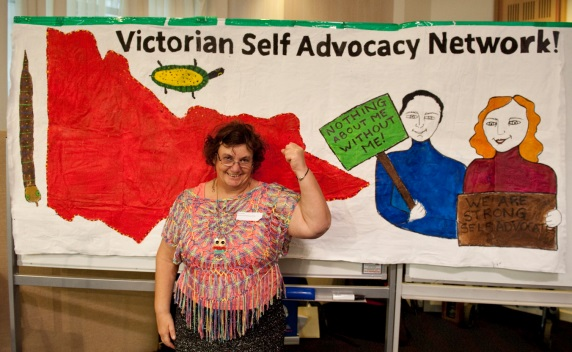 Victorian Self Advocacy Network!
NOTHING
ABOUT ME
WITHOUT
ME!
WE ARE
STRONG
SELF ADVOCATES